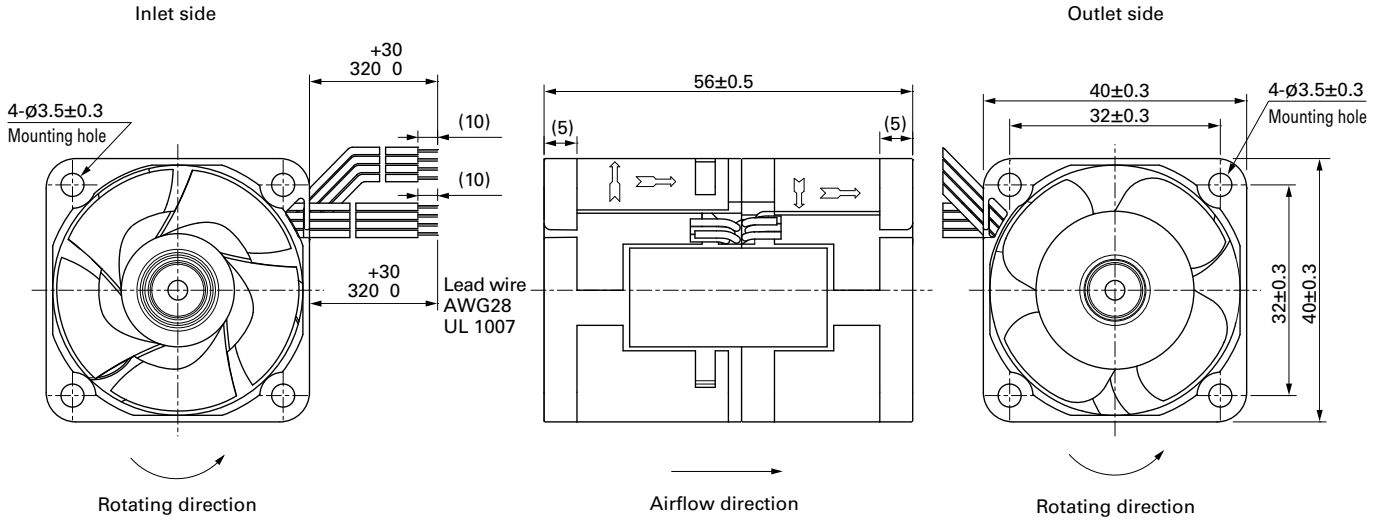 Inlet side
Outlet side
+30
320 0
4-ø3.5±0.3
Mounting hole
(10)
(10)
+30
320 0
Lead wire
AWG28
UL 1007
56±0.5
(5)
(5)
40±0.3
32±0.3
4-ø3.5±0.3
Mounting hole
32±0.3
40±0.3
Rotating direction
Airflow direction
Rotating direction